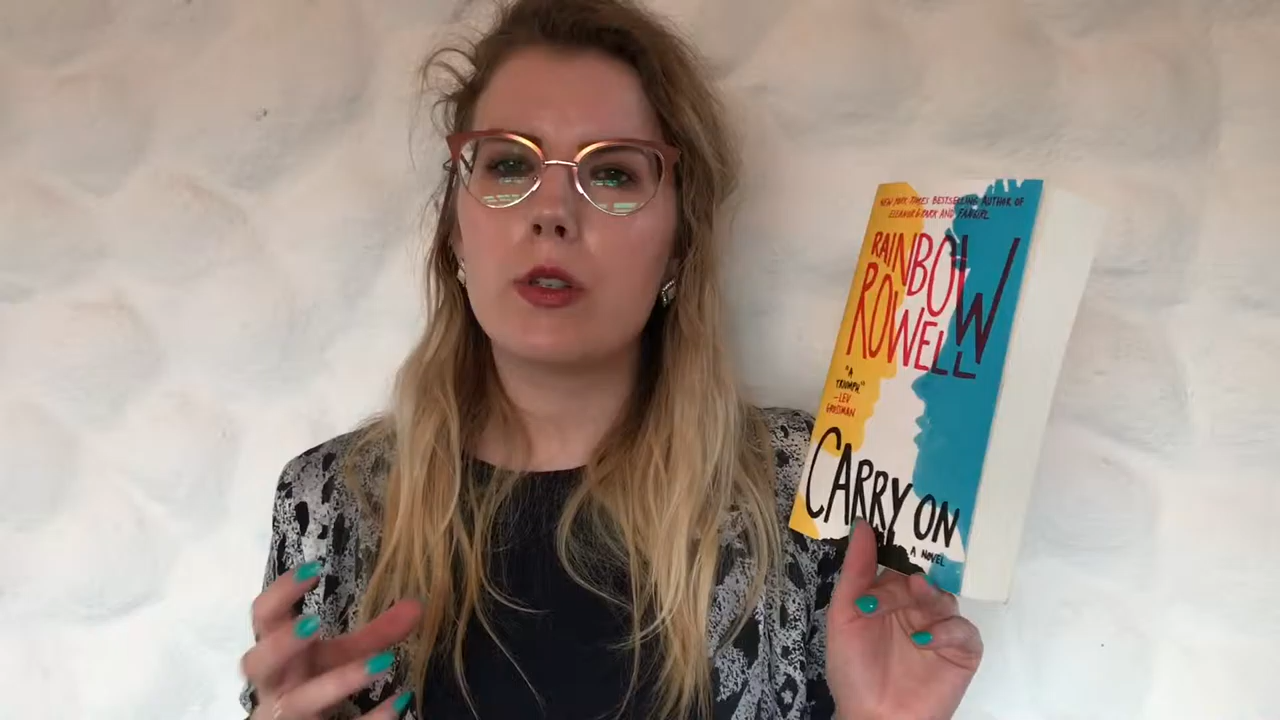 NEW YORK TIMES BESTSELLING AUTHOR OF
ELEANOR & PARK AND FANGIRL
RAINBOW
ROWELL
"A
TRIUMPH."
—LEV
GROSSMAN
CARRY ON
A NOVEL